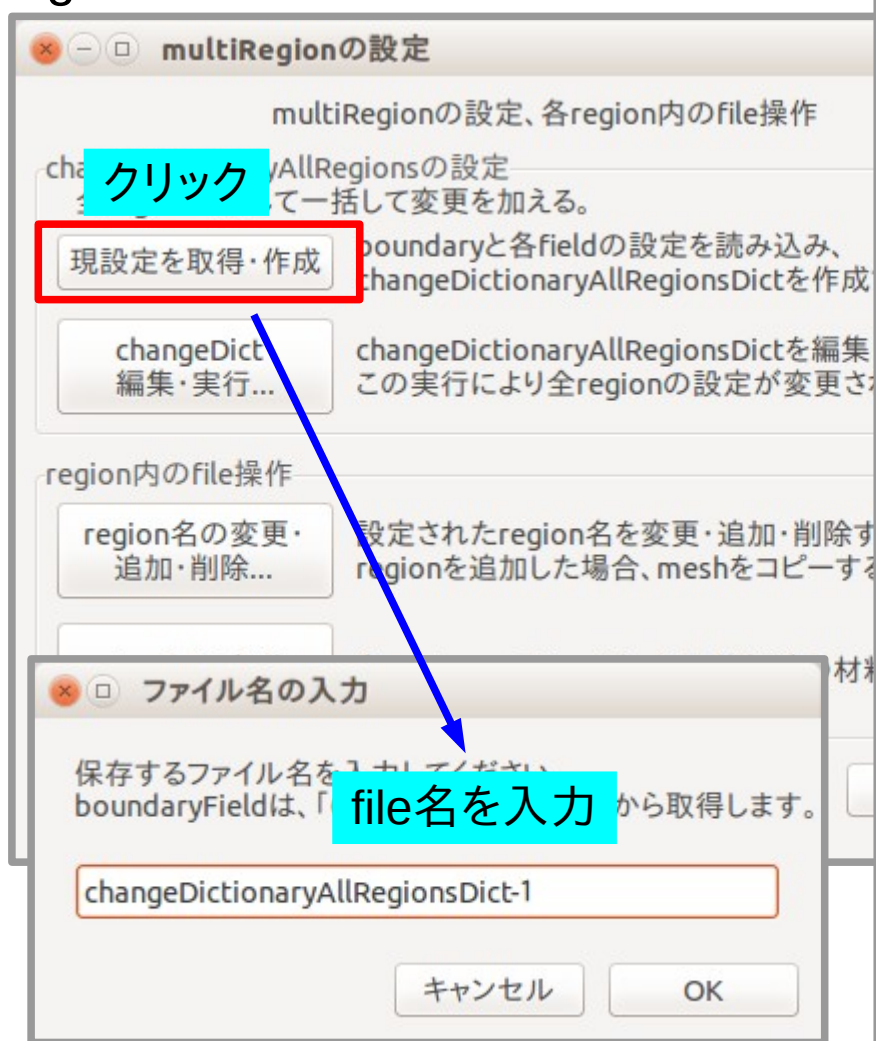 multiRegionの設定
multiRegionの設定、各region内のfile操作
yAllRegionsの設定
クリック
て一括して変更を加える。
現設定を取得・作成
boundaryと各fieldの設定を読み込み、
changeDictionaryAllRegionsDictを作成
changeDict
編集・実行...
changeDictionaryAllRegionsDictを編集
この実行により全regionの設定が変更さ
region内のfile操作
region名の変更・
追加・削除...
設定されたregion名を変更・追加・削除す
regionを追加した場合、meshをコピーする
ファイル名の入力
保存するファイル名を入力してください
boundaryFieldは、「
file名を入力
から取得します。
changeDictionaryAllRegionsDict-1
キャンセル
OK